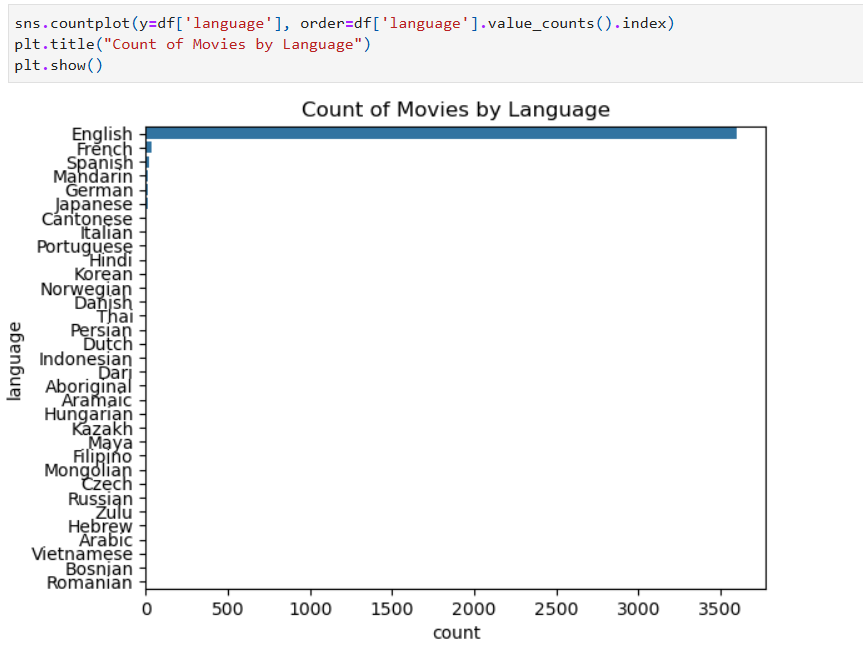 sns.countplot(y=df['language'], order=df['language'].value_counts().index)
plt.title("Count of Movies by Language")
plt.show()
Count of Movies by Language
English
French
Spanish
Mandarin
German
Japanese
Cantonese
Italian
Portuguese
Hindi
Korean
Norwegian
Danish
Thai
Persian
Dutch
Indonesian
Dari
Aboriginal
Aramaic
Hungarian
Kazakh
Maya
Filipino
Mongolian
Czech
Russian
Zulu
Hebrew
Arabic
Vietnamese
Bosnian
Romanian
language
0 500 1000 1500 2000 2500 3000 3500
count